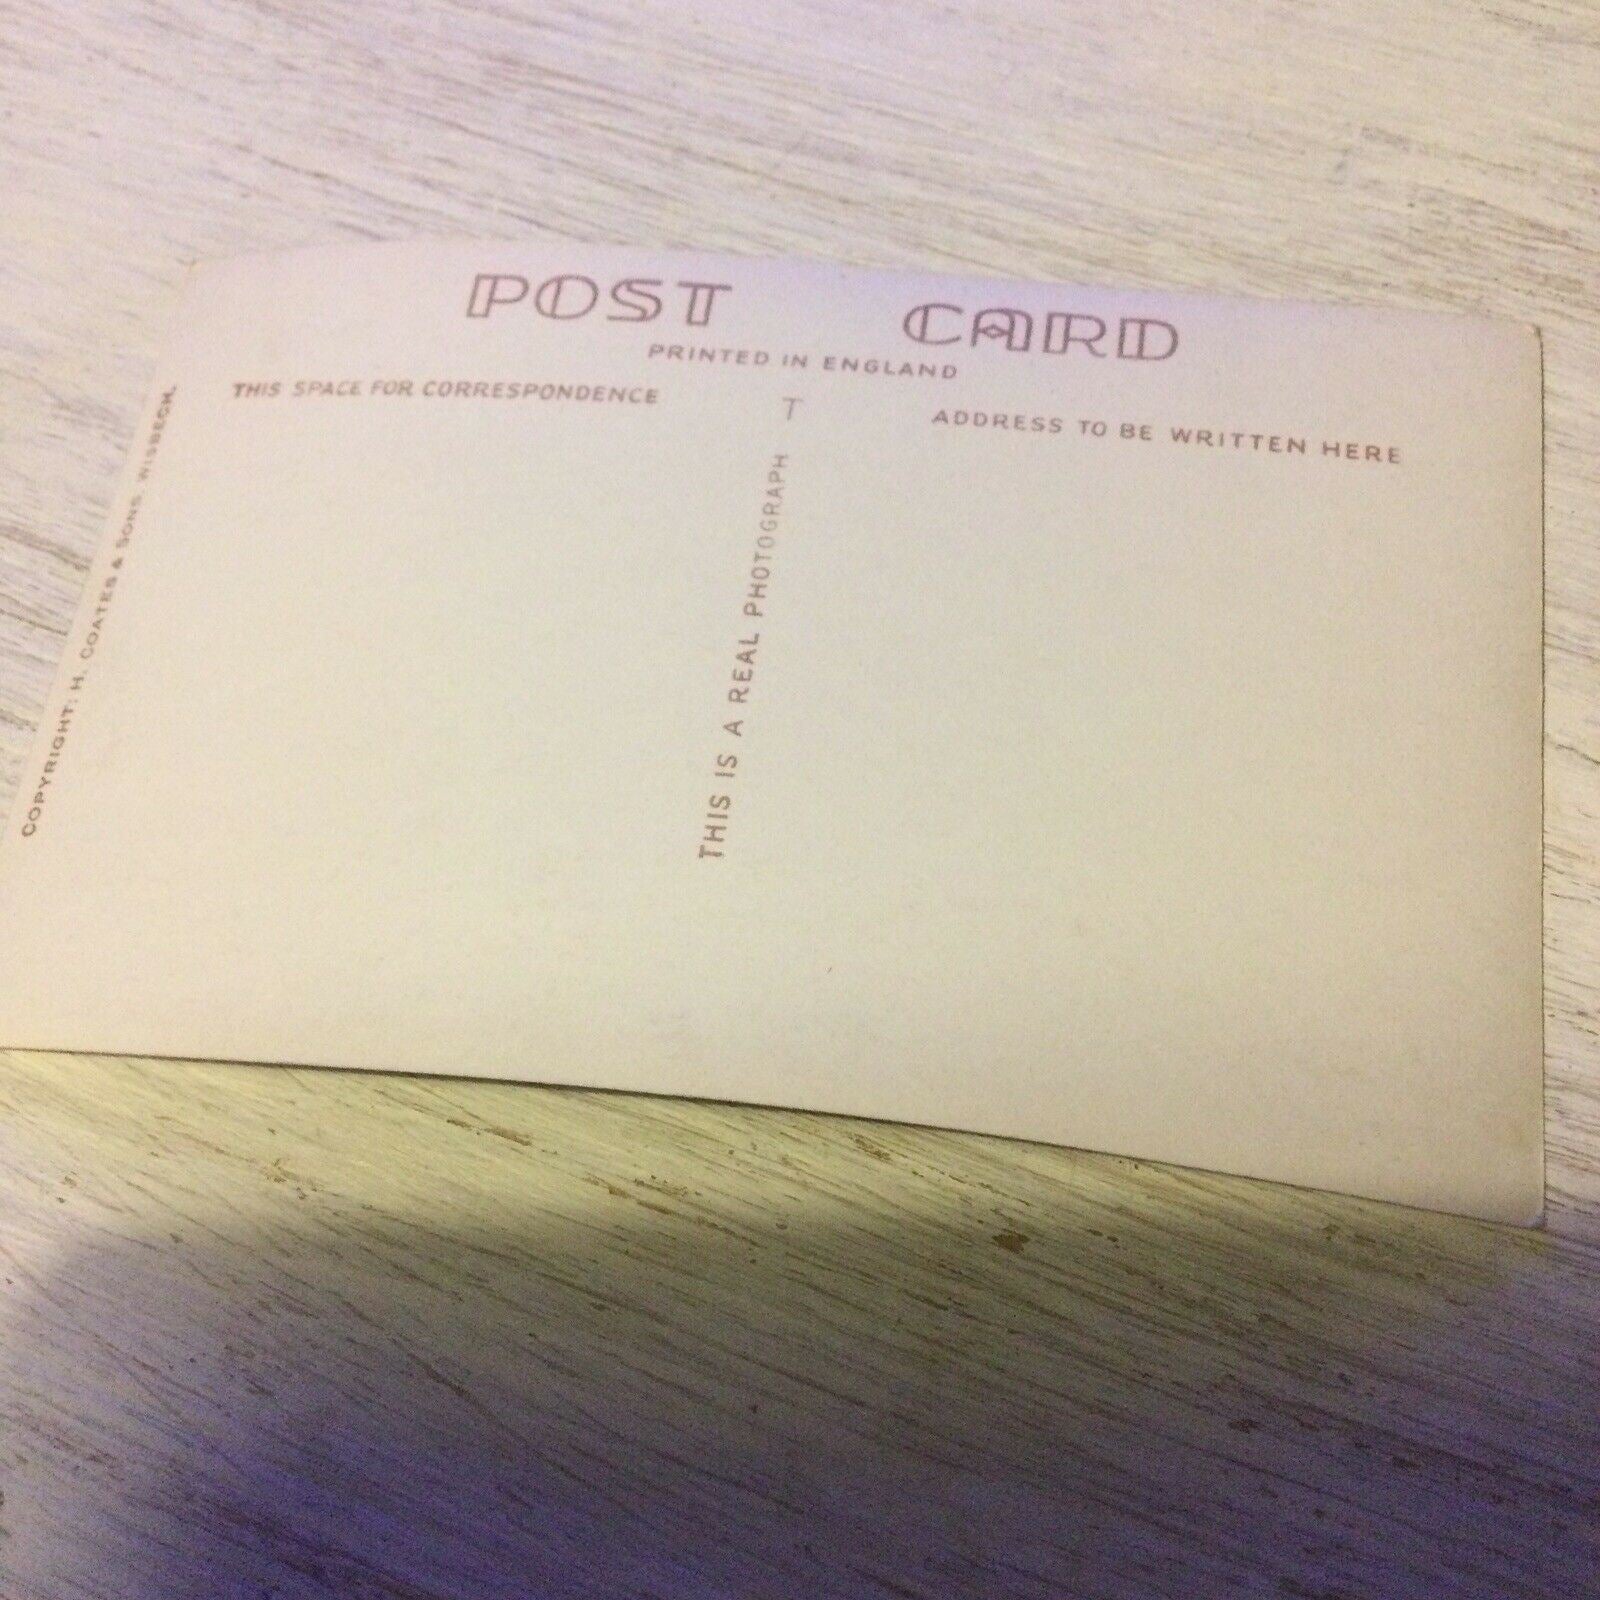 POST CARD
PRINTED IN ENGLAND
THIS SPACE FOR CORRESPONDENCE
T
ADDRESS TO BE WRITTEN HERE
THIS IS A REAL PHOTOGRAPH
COPYRIGHT: H. COATES & SONS, WISBECH.